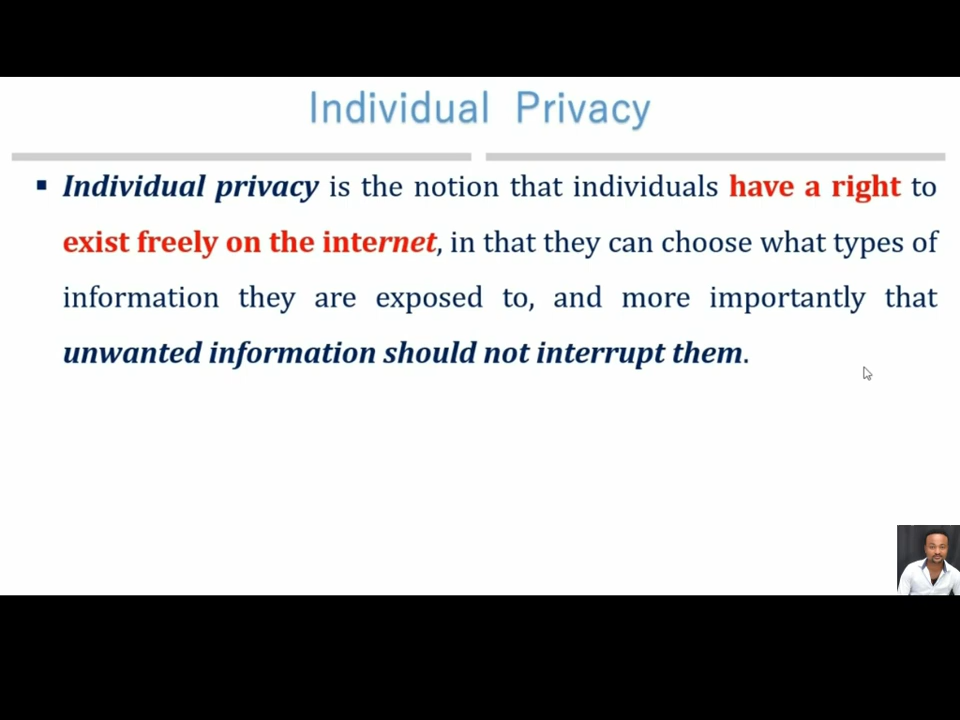 Individual Privacy
▪ Individual privacy is the notion that individuals have a right to
exist freely on the internet, in that they can choose what types of
information they are exposed to, and more importantly that
unwanted information should not interrupt them.